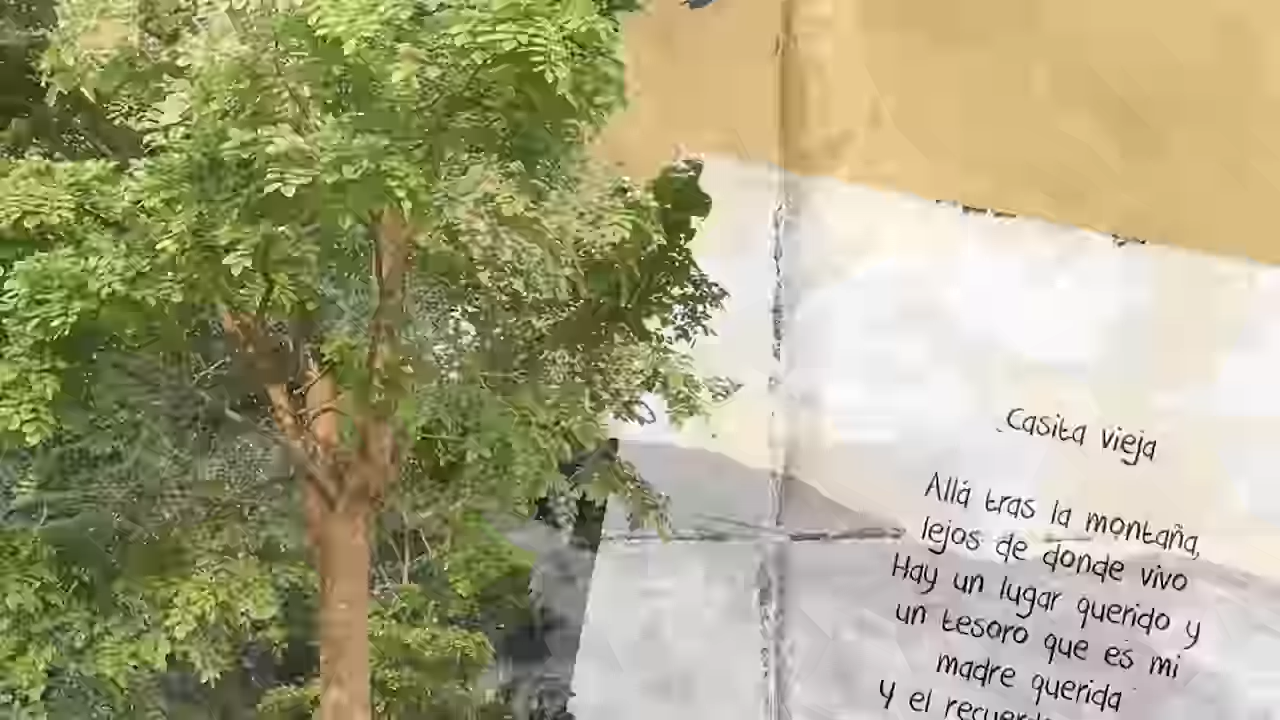 Casita vieja
Allá tras la montaña,
lejos de donde vivo
Hay un lugar querido y
un tesoro que es mi
madre querida
y el